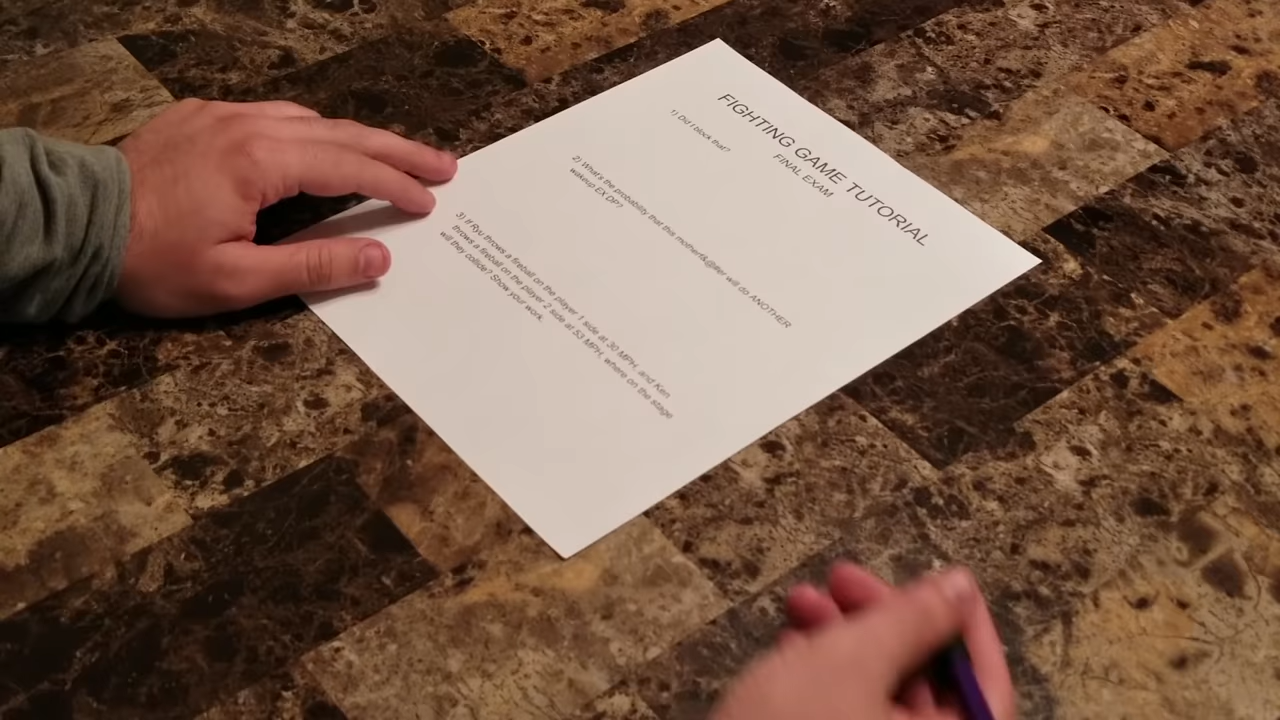 FIGHTING GAME TUTORIAL
FINAL EXAM
1) Did I block that?
2) What's the probability that this motherf&@#er will do ANOTHER
wakeup EX DP?
3) If Ryu throws a fireball on the player 1 side at 30 MPH, and Ken
throws a fireball on the player 2 side at 53 MPH, where on the stage
will they collide? Show your work.